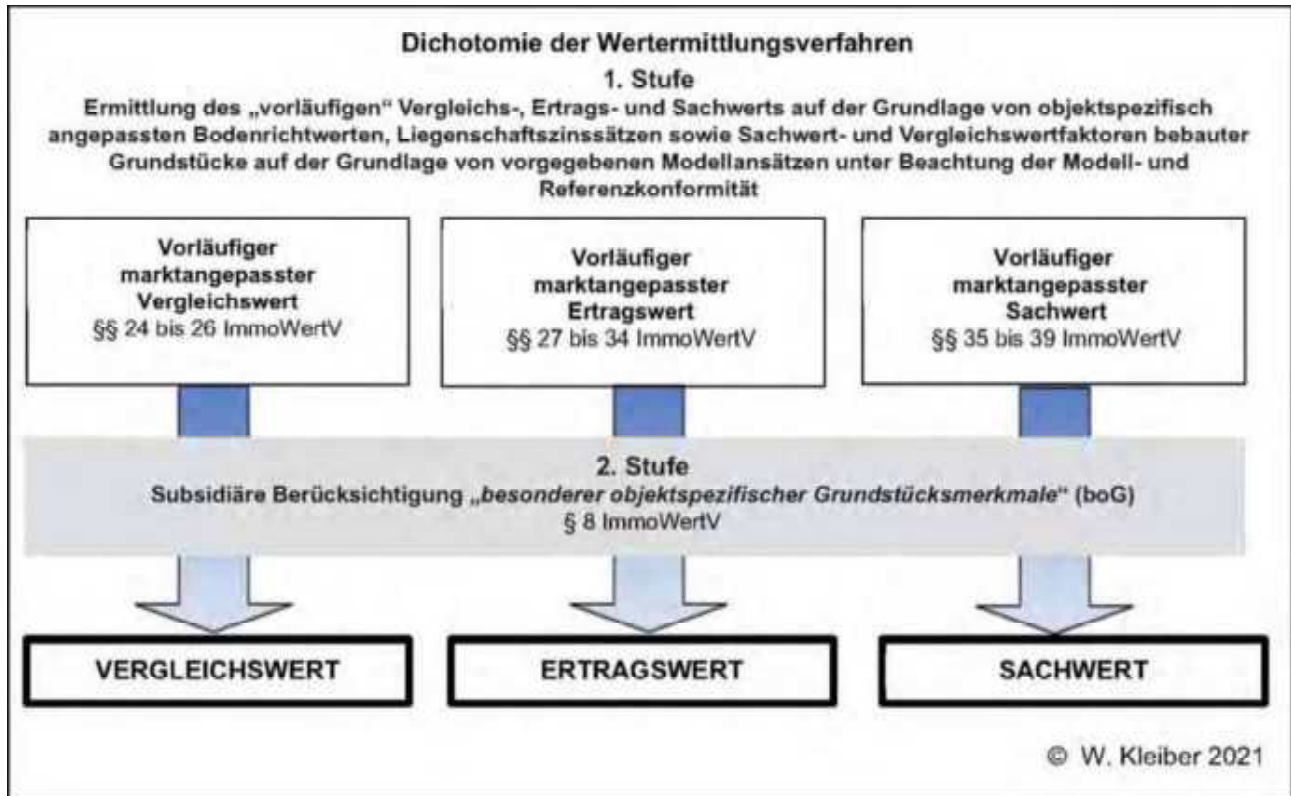 Dichotomie der Wertermittlungsverfahren
1. Stufe
Ermittlung des „vorläufigen“ Vergleichs-, Ertrags- und Sachwerts auf der Grundlage von objektspezifisch
angepassten Bodenrichtwerten, Liegenschaftszinssätzen sowie Sachwert- und Vergleichswertfaktoren bebauter
Grundstücke auf der Grundlage von vorgegebenen Modellansätzen unter Beachtung der Modell- und
Referenzkonformität
Vorläufiger
marktangepasster
Vergleichswert
§§ 24 bis 26 ImmoWertV
Vorläufiger
marktangepasster
Ertragswert
§§ 27 bis 34 ImmoWertV
Vorläufiger
marktangepasster
Sachwert
§§ 35 bis 39 ImmoWertV
2. Stufe
Subsidiäre Berücksichtigung „besonderer objektspezifischer Grundstücksmerkmale“ (boG)
§ 8 ImmoWertV
VERGLEICHSWERT
ERTRAGSWERT
SACHWERT
© W. Kleiber 2021